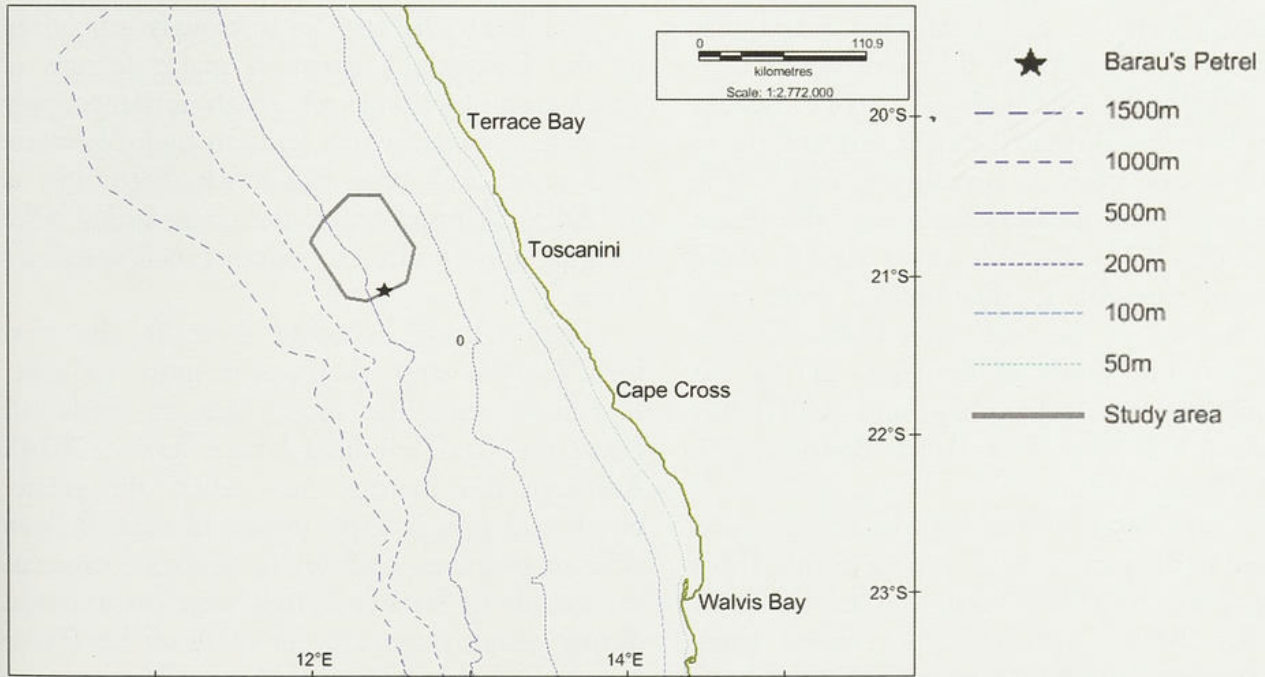 0 110.9
kilometres
Scale: 1:2,772,000
Terrace Bay
Toscanini
0
Cape Cross
Walvis Bay
20°S
21°S
22°S
23°S
12°E 14°E
Barau's Petrel
1500m
1000m
500m
200m
100m
50m
Study area